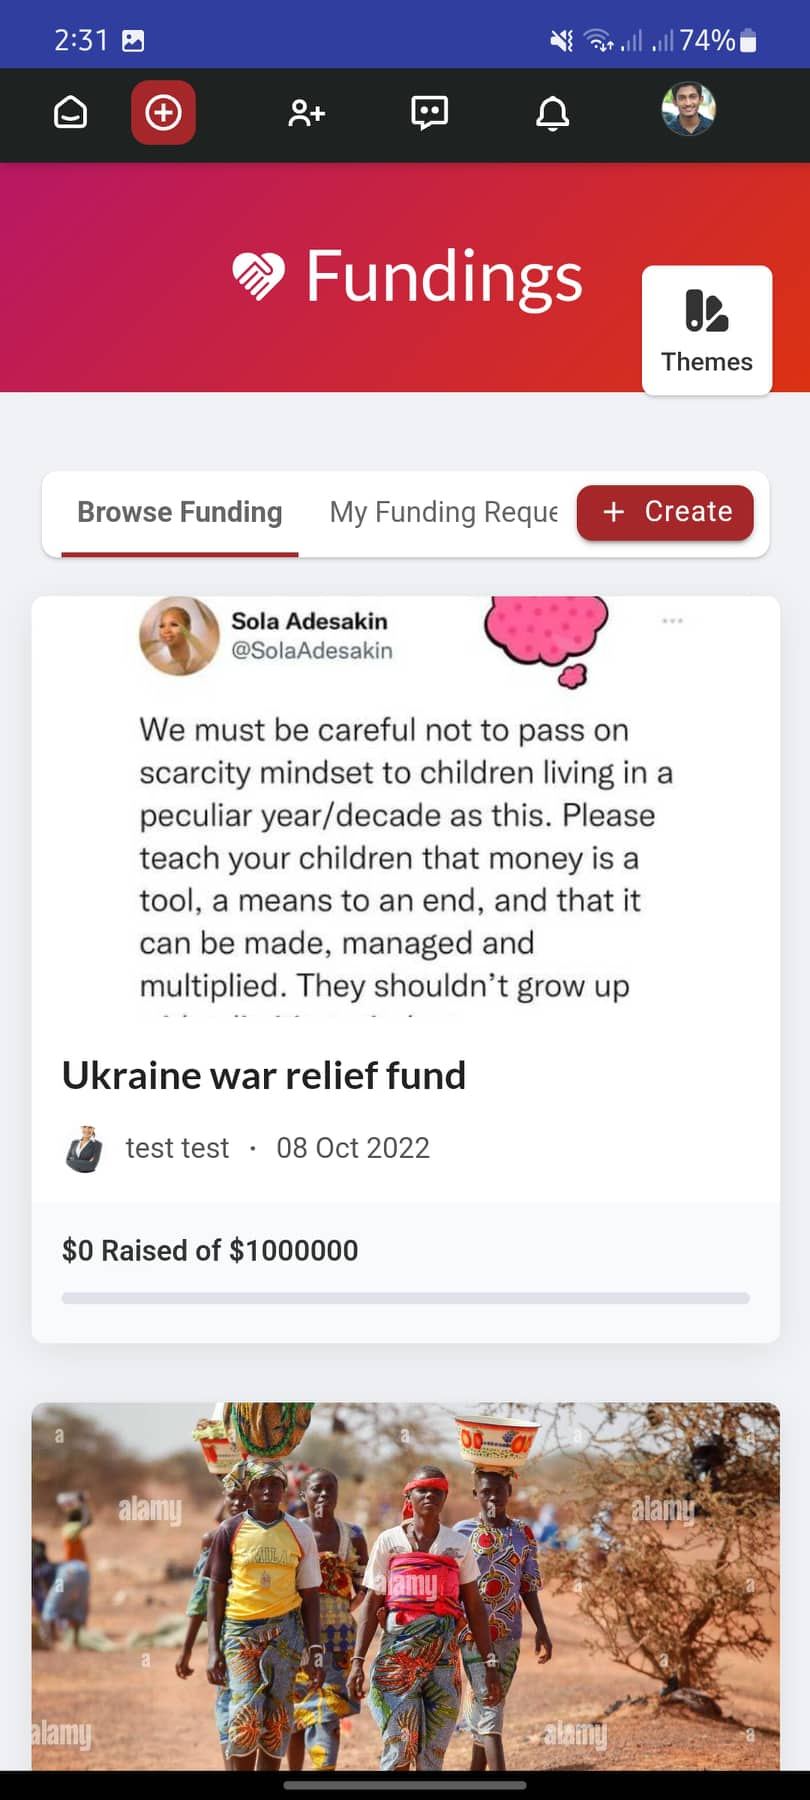 2:31 74%
Fundings
Themes
Browse Funding My Funding Reque + Create
Sola Adesakin
@SolaAdesakin
We must be careful not to pass on
scarcity mindset to children living in a
peculiar year/decade as this. Please
teach your children that money is a
tool, a means to an end, and that it
can be made, managed and
multiplied. They shouldn’t grow up
Ukraine war relief fund
test test · 08 Oct 2022
$0 Raised of $1000000
a a a a
alamy alamy
a a
MILA
a alamy a a
a a a a
alamy a alamy a